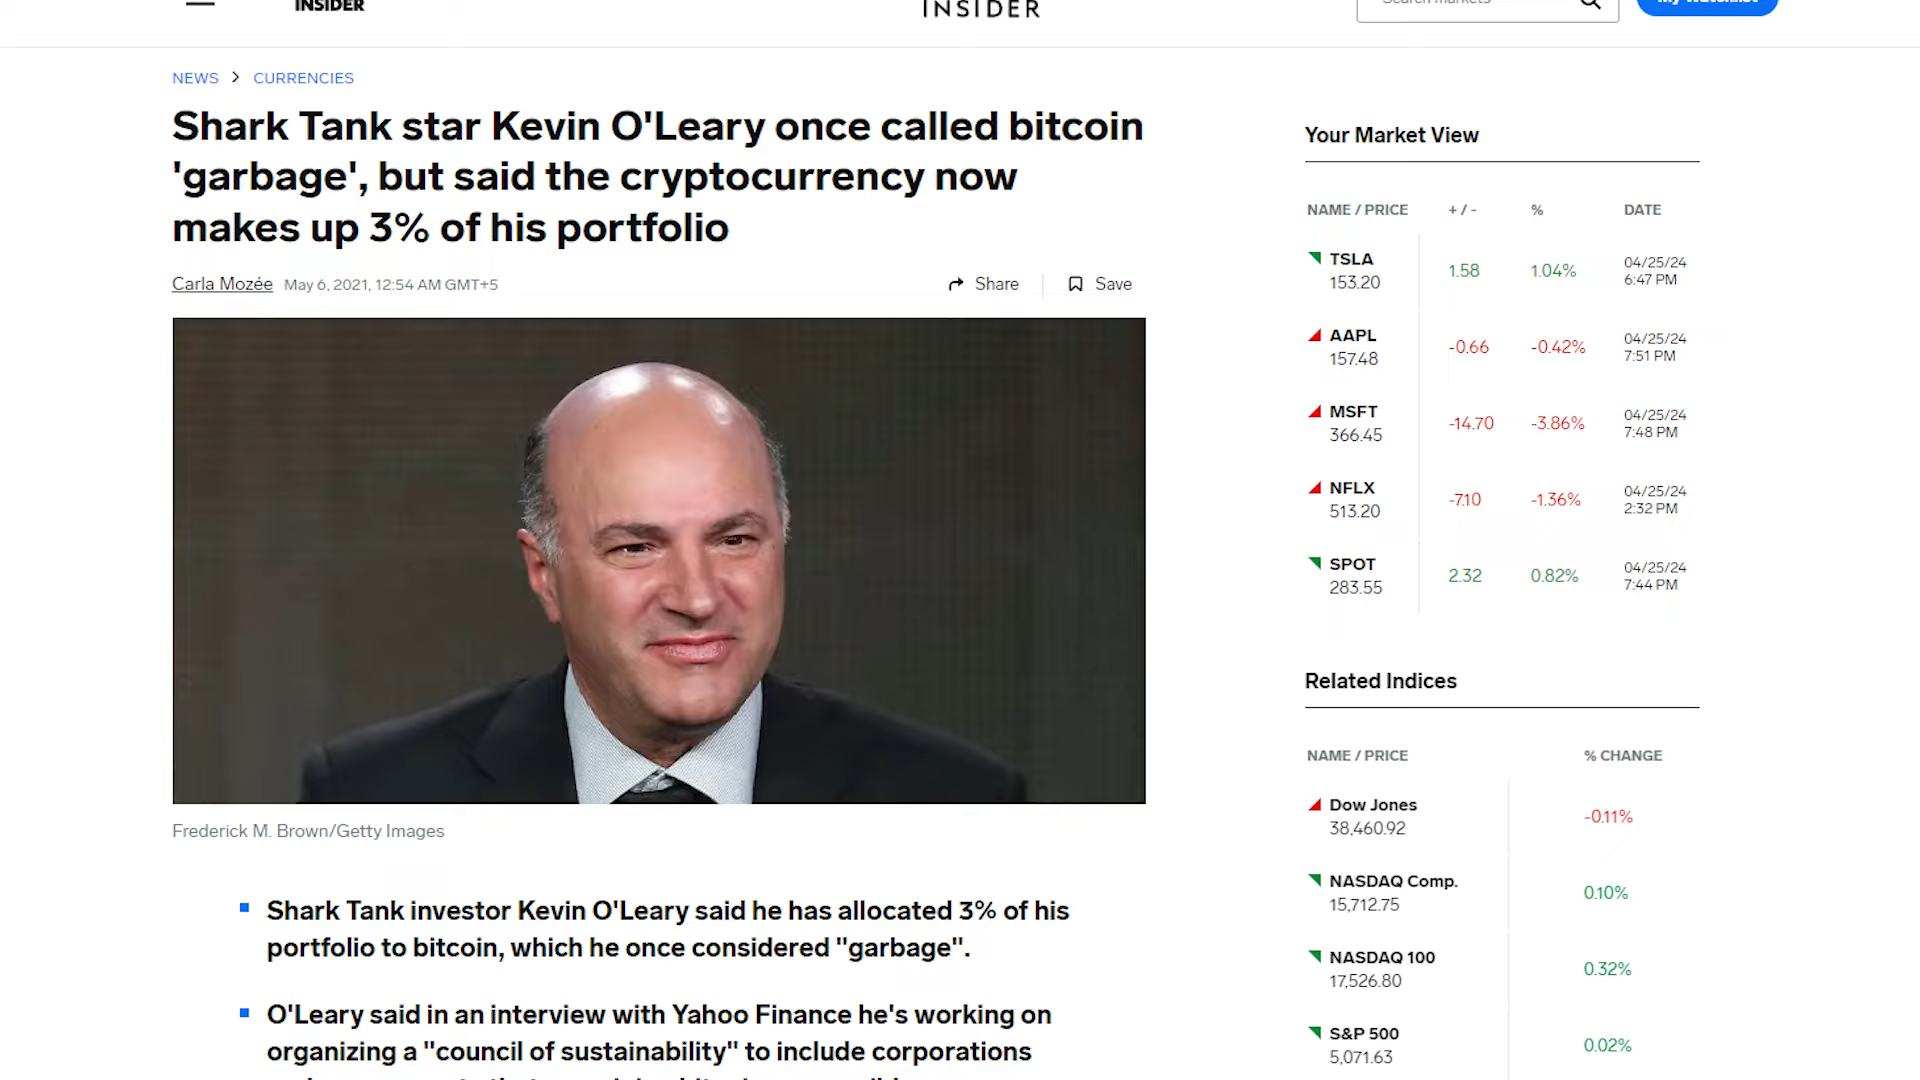 INSIDER
INSIDER
Search markets
My Watchlist
NEWS > CURRENCIES
Shark Tank star Kevin O'Leary once called bitcoin
'garbage', but said the cryptocurrency now
makes up 3% of his portfolio
Carla Mozée May 6, 2021, 12:54 AM GMT+5
Share
Save
Frederick M. Brown/Getty Images
Shark Tank investor Kevin O'Leary said he has allocated 3% of his
portfolio to bitcoin, which he once considered "garbage".
O'Leary said in an interview with Yahoo Finance he's working on
organizing a "council of sustainability" to include corporations
Your Market View
NAME / PRICE + / - % DATE
TSLA
153.20
1.58 1.04%
04/25/24
6:47 PM
AAPL
157.48
-0.66 -0.42%
04/25/24
7:51 PM
MSFT
366.45
-14.70 -3.86%
04/25/24
7:48 PM
NFLX
513.20
-7.10 -1.36%
04/25/24
2:32 PM
SPOT
283.55
2.32 0.82%
04/25/24
7:44 PM
Related Indices
NAME / PRICE % CHANGE
Dow Jones
38,460.92
-0.11%
NASDAQ Comp.
15,712.75
0.10%
NASDAQ 100
17,526.80
0.32%
S&P 500
5,071.63
0.02%